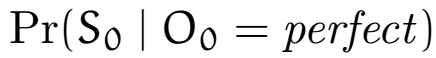 Pr(S₀ | O₀ = perfect)